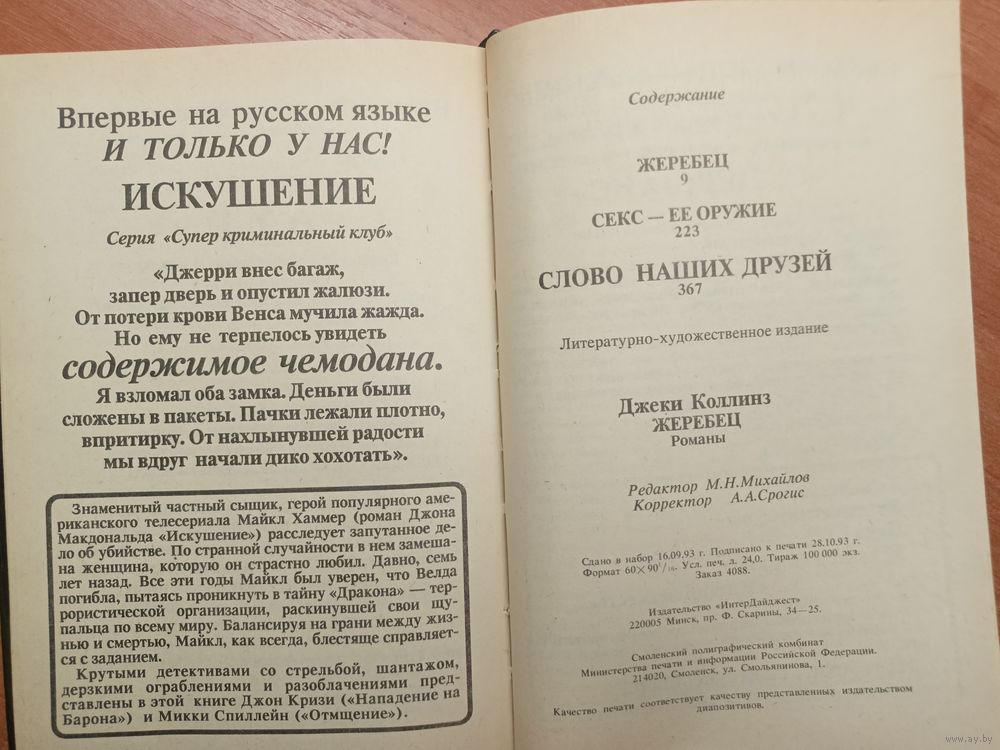 Впервые на русском языке
И ТОЛЬКО У НАС!
ИСКУШЕНИЕ
Серия «Супер криминальный клуб»
«Джерри внес багаж,
запер дверь и опустил жалюзи.
От потери крови Венса мучила жажда.
Но ему не терпелось увидеть
содержимое чемодана.
Я взломал оба замка. Деньги были
сложены в пакеты. Пачки лежали плотно,
впритирку. От нахлынувшей радости
мы вдруг начали дико хохотать».
Знаменитый частный сыщик, герой популярного аме-
риканского телесериала Майкл Хаммер (роман Джона
Макдональда «Искушение») расследует запутанное де-
ло об убийстве. По странной случайности в нем замеша-
на женщина, которую он страстно любил. Давно, семь
лет назад. Все эти годы Майкл был уверен, что Велда
погибла, пытаясь проникнуть в тайну «Дракона» — тер-
рористической организации, раскинувшей свои щу-
пальца по всему миру. Балансируя на грани между жиз-
нью и смертью, Майкл, как всегда, блестяще справляет-
ся с заданием.
Крутыми детективами со стрельбой, шантажом,
дерзкими ограблениями и разоблачениями пред-
ставлены в этой книге Джон Кризи («Нападение на
Барона») и Микки Спиллейн («Отмщение»).
Содержание
ЖЕРЕБЕЦ
9
СЕКС — ЕЕ ОРУЖИЕ
223
СЛОВО НАШИХ ДРУЗЕЙ
367
Литературно-художественное издание
Джеки Коллинз
ЖЕРЕБЕЦ
Романы
Редактор М.Н.Михайлов
Корректор А.А.Срогис
Сдано в набор 16.09.93 г. Подписано к печати 28.10.93 г.
Формат 60×90 1/16. Усл. печ. л. 24,0. Тираж 100 000 экз.
Заказ 4088.
Издательство «ИнтерДайджест»
220005 Минск, пр. Ф. Скарины, 34—25.
Смоленский полиграфический комбинат
Министерства печати и информации Российской Федерации.
214020, Смоленск, ул. Смольянинова, 1.
Качество печати соответствует качеству представленных издательством
диапозитивов.
www.ay.by